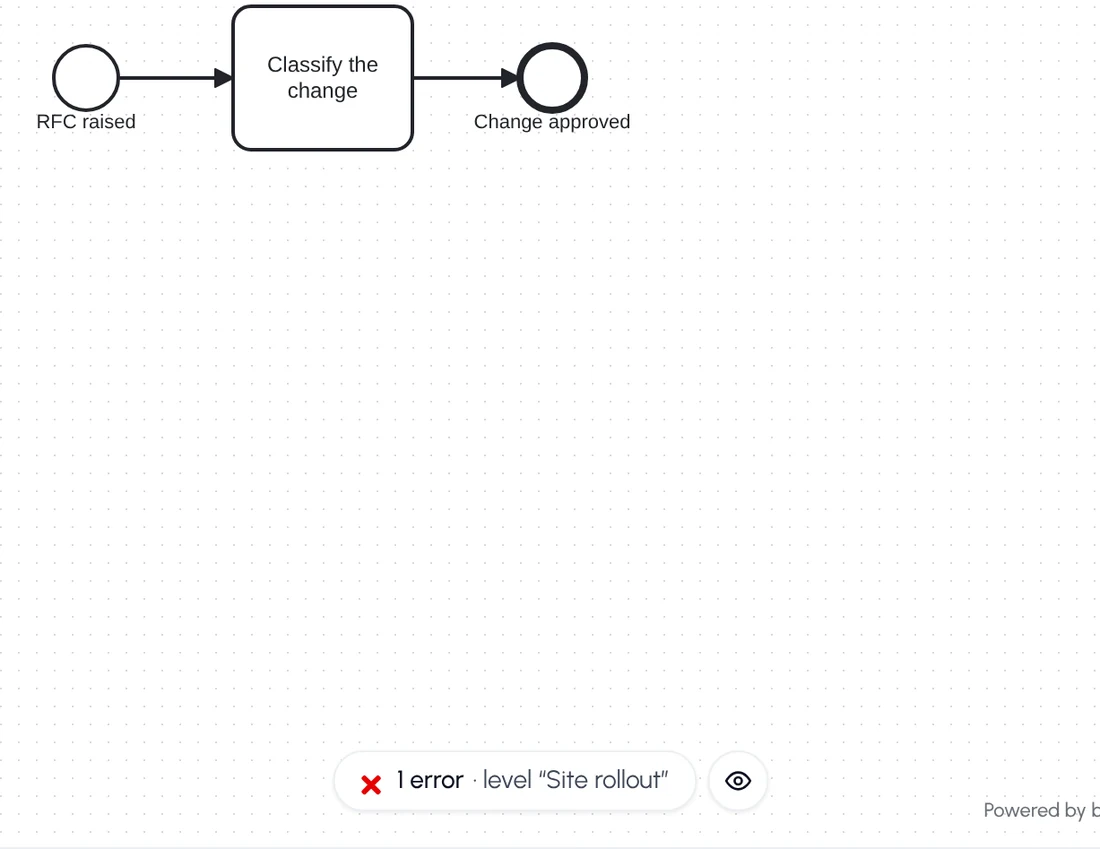 Classify the
change
RFC raised
Change approved
1 error · level “Site rollout”
Powered by